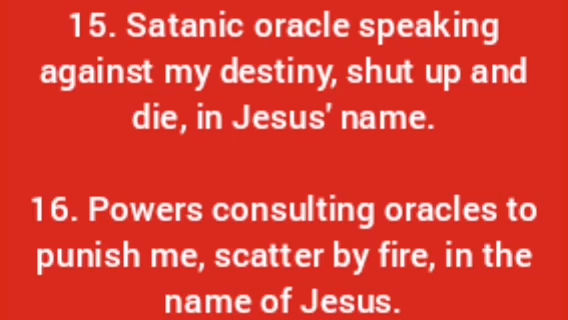 15. Satanic oracle speaking
against my destiny, shut up and
die, in Jesus' name.
16. Powers consulting oracles to
punish me, scatter by fire, in the
name of Jesus.